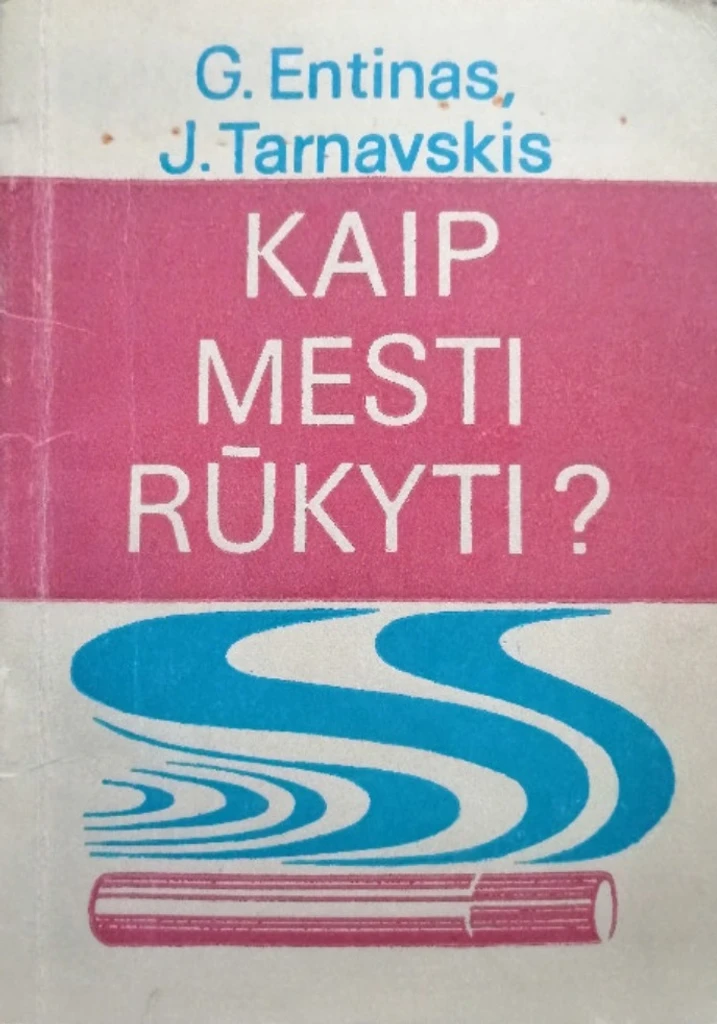 G. Entinas,
J. Tarnavskis
KAIP
MESTI
RŪKYTI?